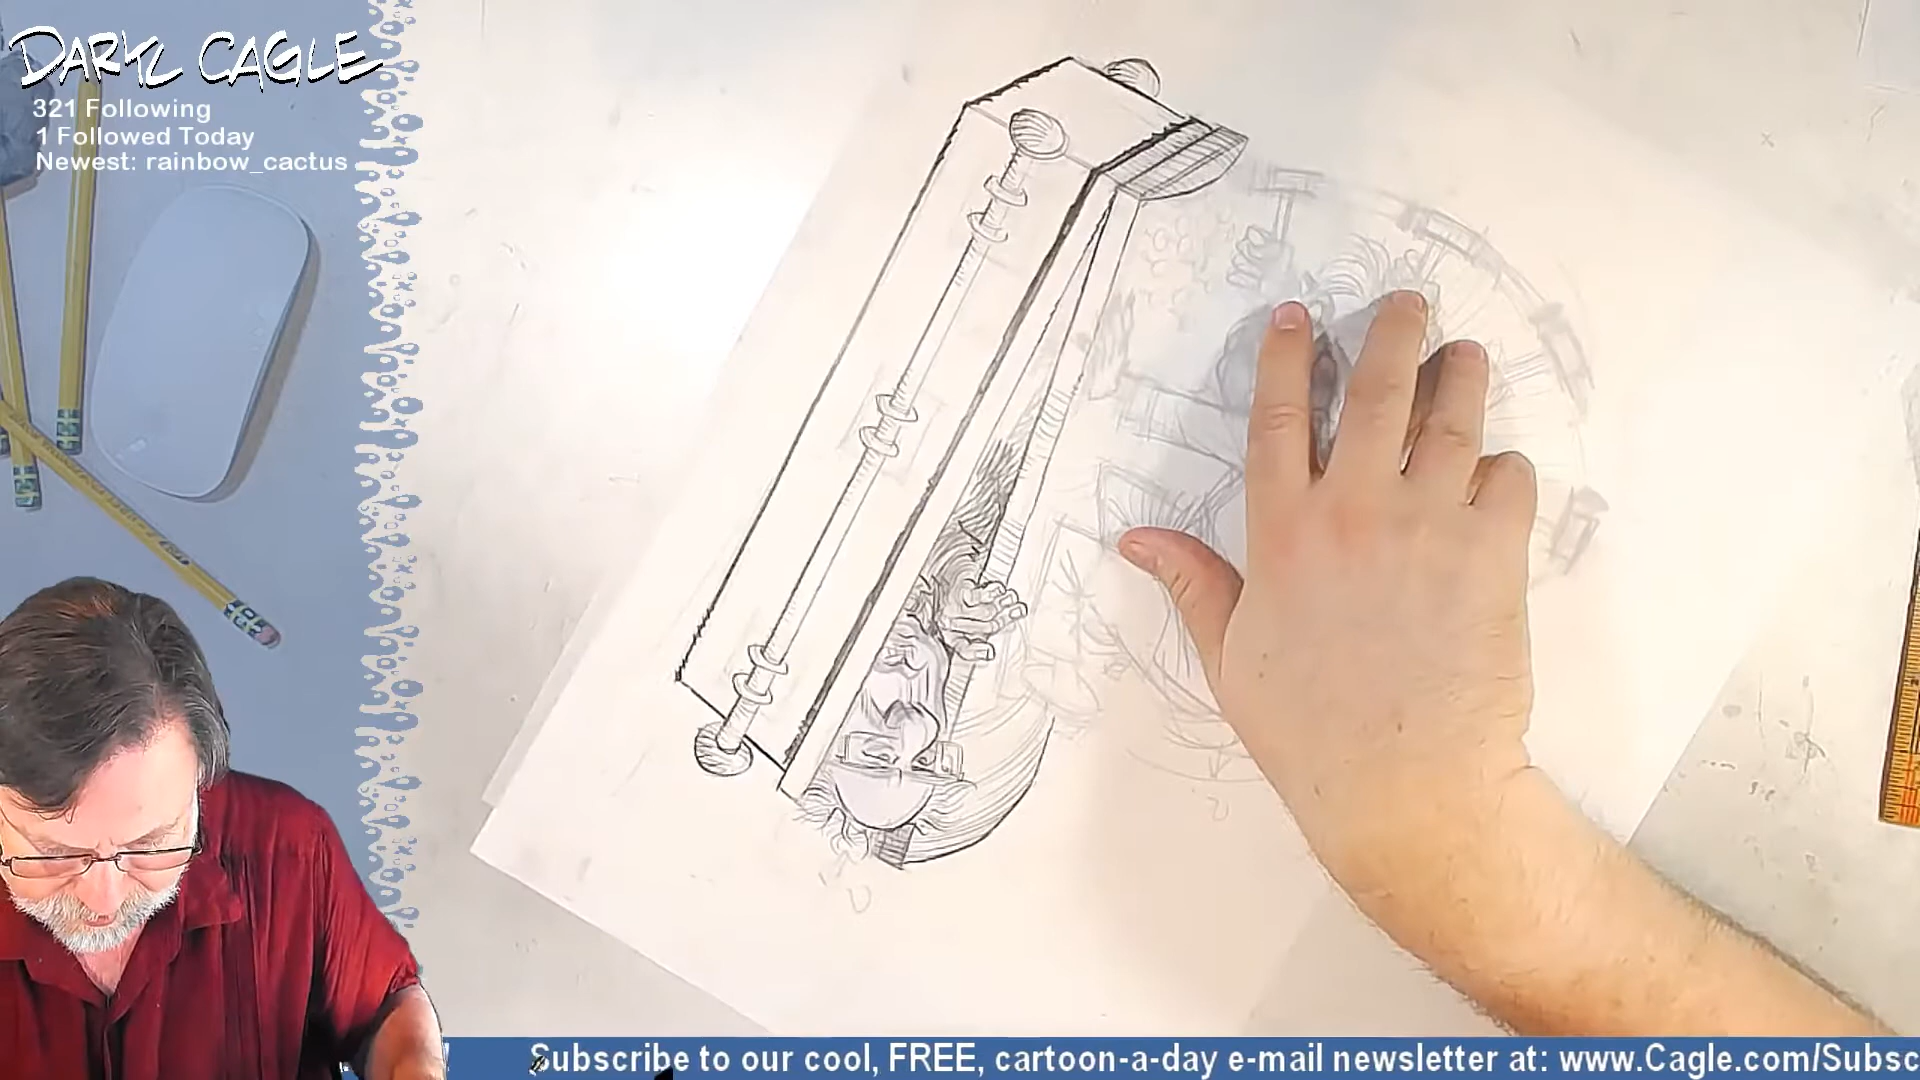 DARYL CAGLE
321 Following
1 Followed Today
Newest: rainbow_cactus
Subscribe to our cool, FREE, cartoon-a-day e-mail newsletter at: www.Cagle.com/Subsc